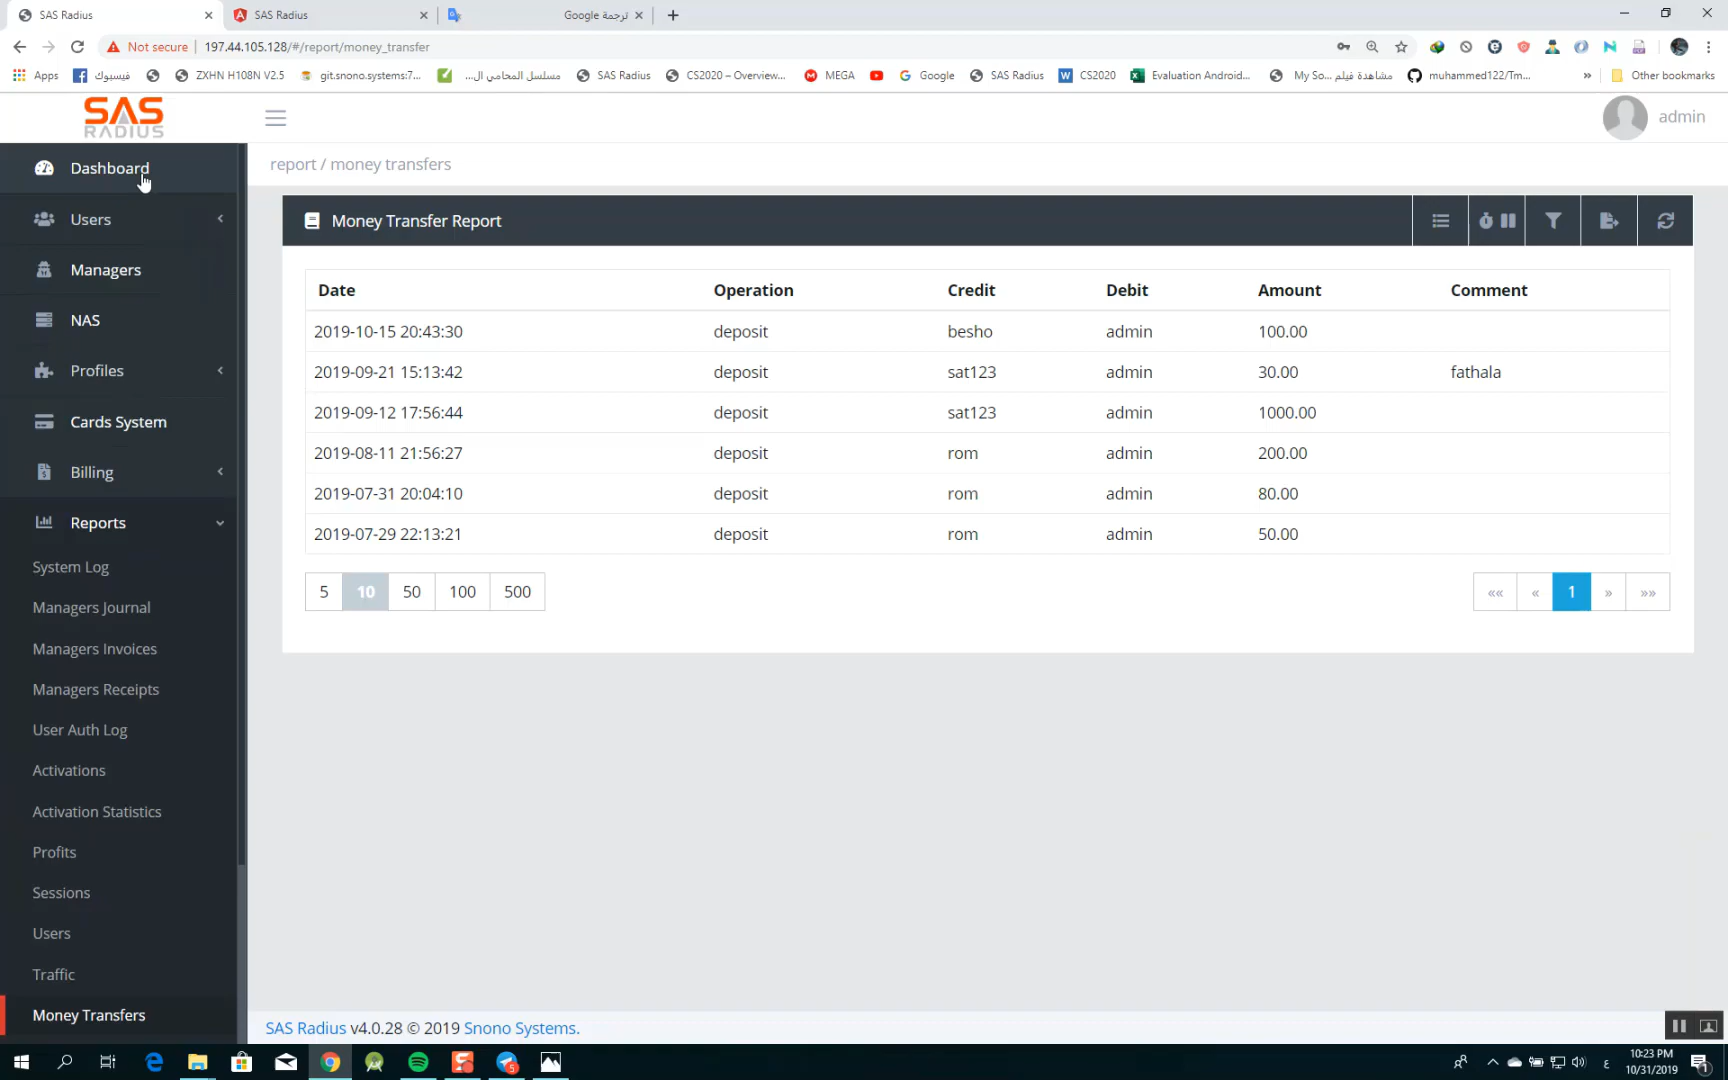 SAS Radius
SAS Radius
ترجمة Google
Not secure 197.44.105.128/#/report/money_transfer
Apps
فيسبوك
ZXHN H108N V2.5
git.snono.systems:7...
مسلسل المحامي ال...
SAS Radius
CS2020 – Overview...
MEGA
Google
SAS Radius
CS2020
Evaluation Android...
My So... مشاهدة فيلم
muhammed122/Tm...
»
Other bookmarks
SAS
RADIUS
admin
Dashboard
Users
Managers
NAS
Profiles
Cards System
Billing
Reports
System Log
Managers Journal
Managers Invoices
Managers Receipts
User Auth Log
Activations
Activation Statistics
Profits
Sessions
Users
Traffic
Money Transfers
report / money transfers
Money Transfer Report
Date Operation Credit Debit Amount Comment
2019-10-15 20:43:30 deposit besho admin 100.00
2019-09-21 15:13:42 deposit sat123 admin 30.00 fathala
2019-09-12 17:56:44 deposit sat123 admin 1000.00
2019-08-11 21:56:27 deposit rom admin 200.00
2019-07-31 20:04:10 deposit rom admin 80.00
2019-07-29 22:13:21 deposit rom admin 50.00
5 10 50 100 500
«« « 1 » »»
SAS Radius v4.0.28 © 2019 Snono Systems.
5
ع
10:23 PM
10/31/2019
1